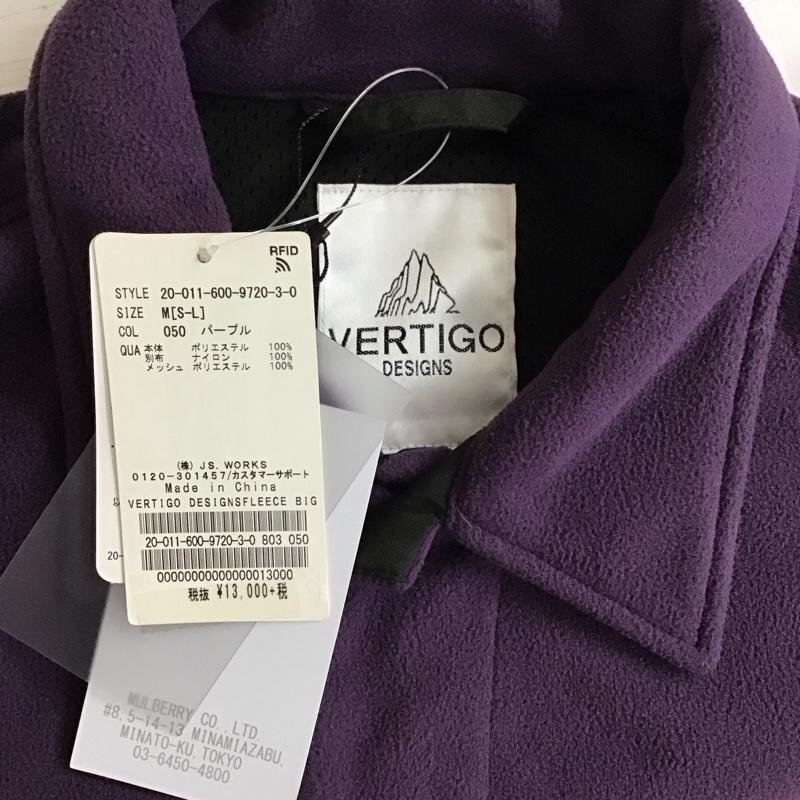 RFID
STYLE 20-011-600-9720-3-0
SIZE M[S-L]
COL 050 パープル
QUA 本体 ポリエステル 100%
別布 ナイロン 100%
メッシュ ポリエステル 100%
(株) JS. WORKS
0120-301457/カスタマーサポート
Made in China
VERTIGO DESIGNSFLEECE BIG
20-011-600-9720-3-0 803 050
00000000000000013000
税抜 ¥13,000+税
VERTIGO
DESIGNS
以
20-
MULBERRY CO., LTD.
#8, 5-14-13 MINAMIAZABU,
MINATO-KU, TOKYO
03-6450-4800